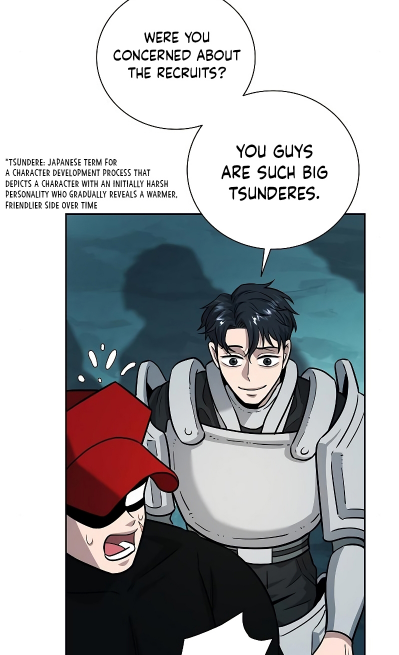 WERE YOU
CONCERNED ABOUT
THE RECRUITS?
YOU GUYS
ARE SUCH BIG
TSUNDERES.
*TSUNDERE: JAPANESE TERM FOR
A CHARACTER DEVELOPMENT PROCESS THAT
DEPICTS A CHARACTER WITH AN INITIALLY HARSH
PERSONALITY WHO GRADUALLY REVEALS A WARMER,
FRIENDLIER SIDE OVER TIME